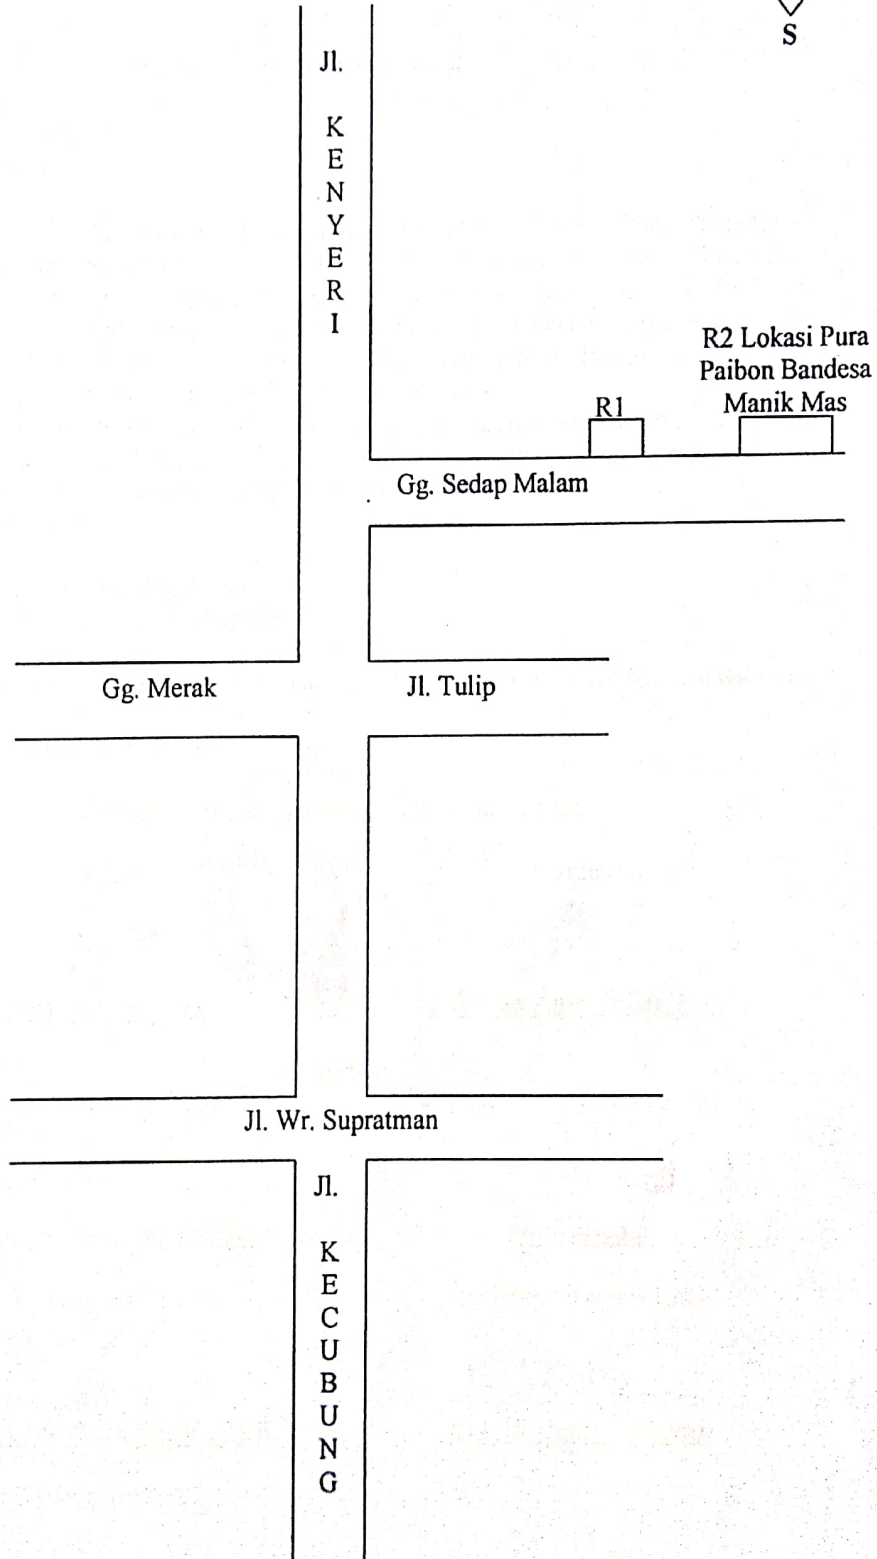 S
Jl.
K
E
N
Y
E
R
I
R2 Lokasi Pura
Paibon Bandesa
Manik Mas
R1
Gg. Sedap Malam
Gg. Merak
Jl. Tulip
Jl. Wr. Supratman
Jl.
K
E
C
U
B
U
N
G